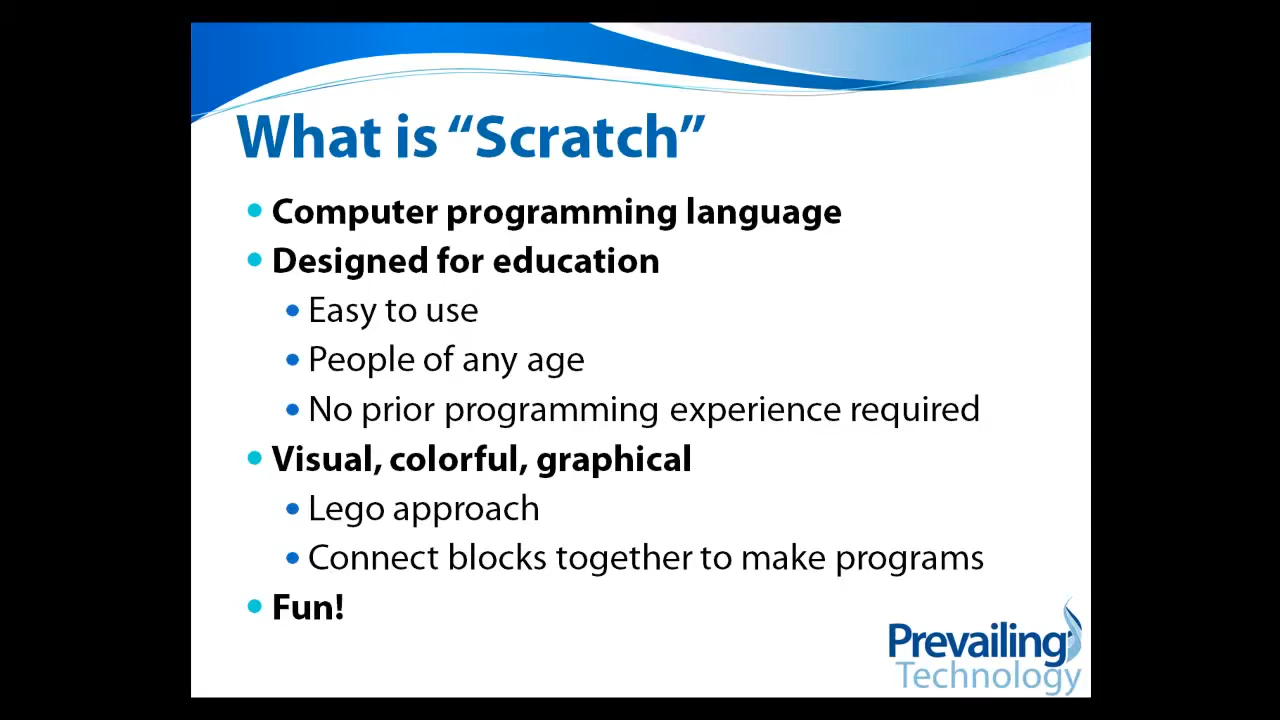 What is “Scratch”
Computer programming language
Designed for education
Easy to use
People of any age
No prior programming experience required
Visual, colorful, graphical
Lego approach
Connect blocks together to make programs
Fun!
Prevailing
Technology